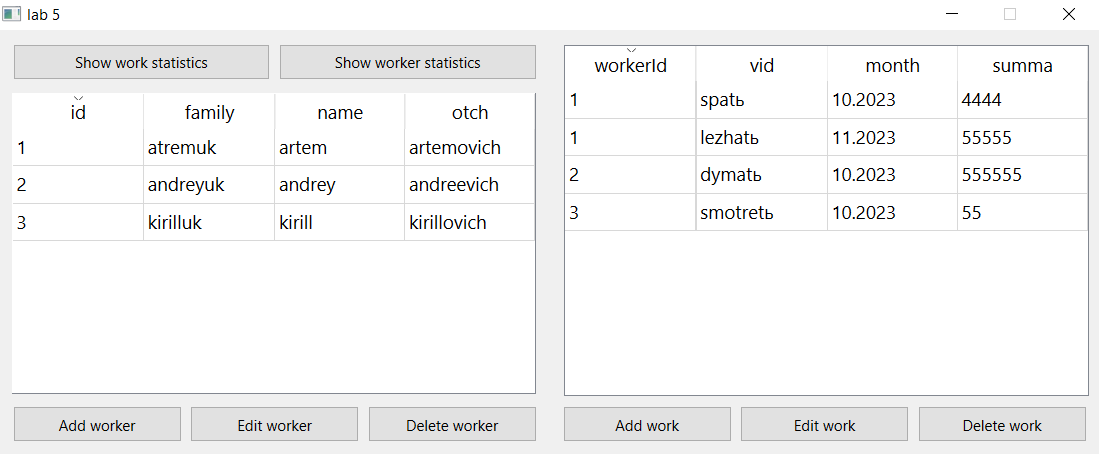 lab 5
Show work statistics Show worker statistics
id family name otch
1 atremuk artem artemovich
2 andreyuk andrey andreevich
3 kirilluk kirill kirillovich
Add worker Edit worker Delete worker
workerId vid month summa
1 spatь 10.2023 4444
1 lezhatь 11.2023 55555
2 dymatь 10.2023 555555
3 smotretь 10.2023 55
Add work Edit work Delete work